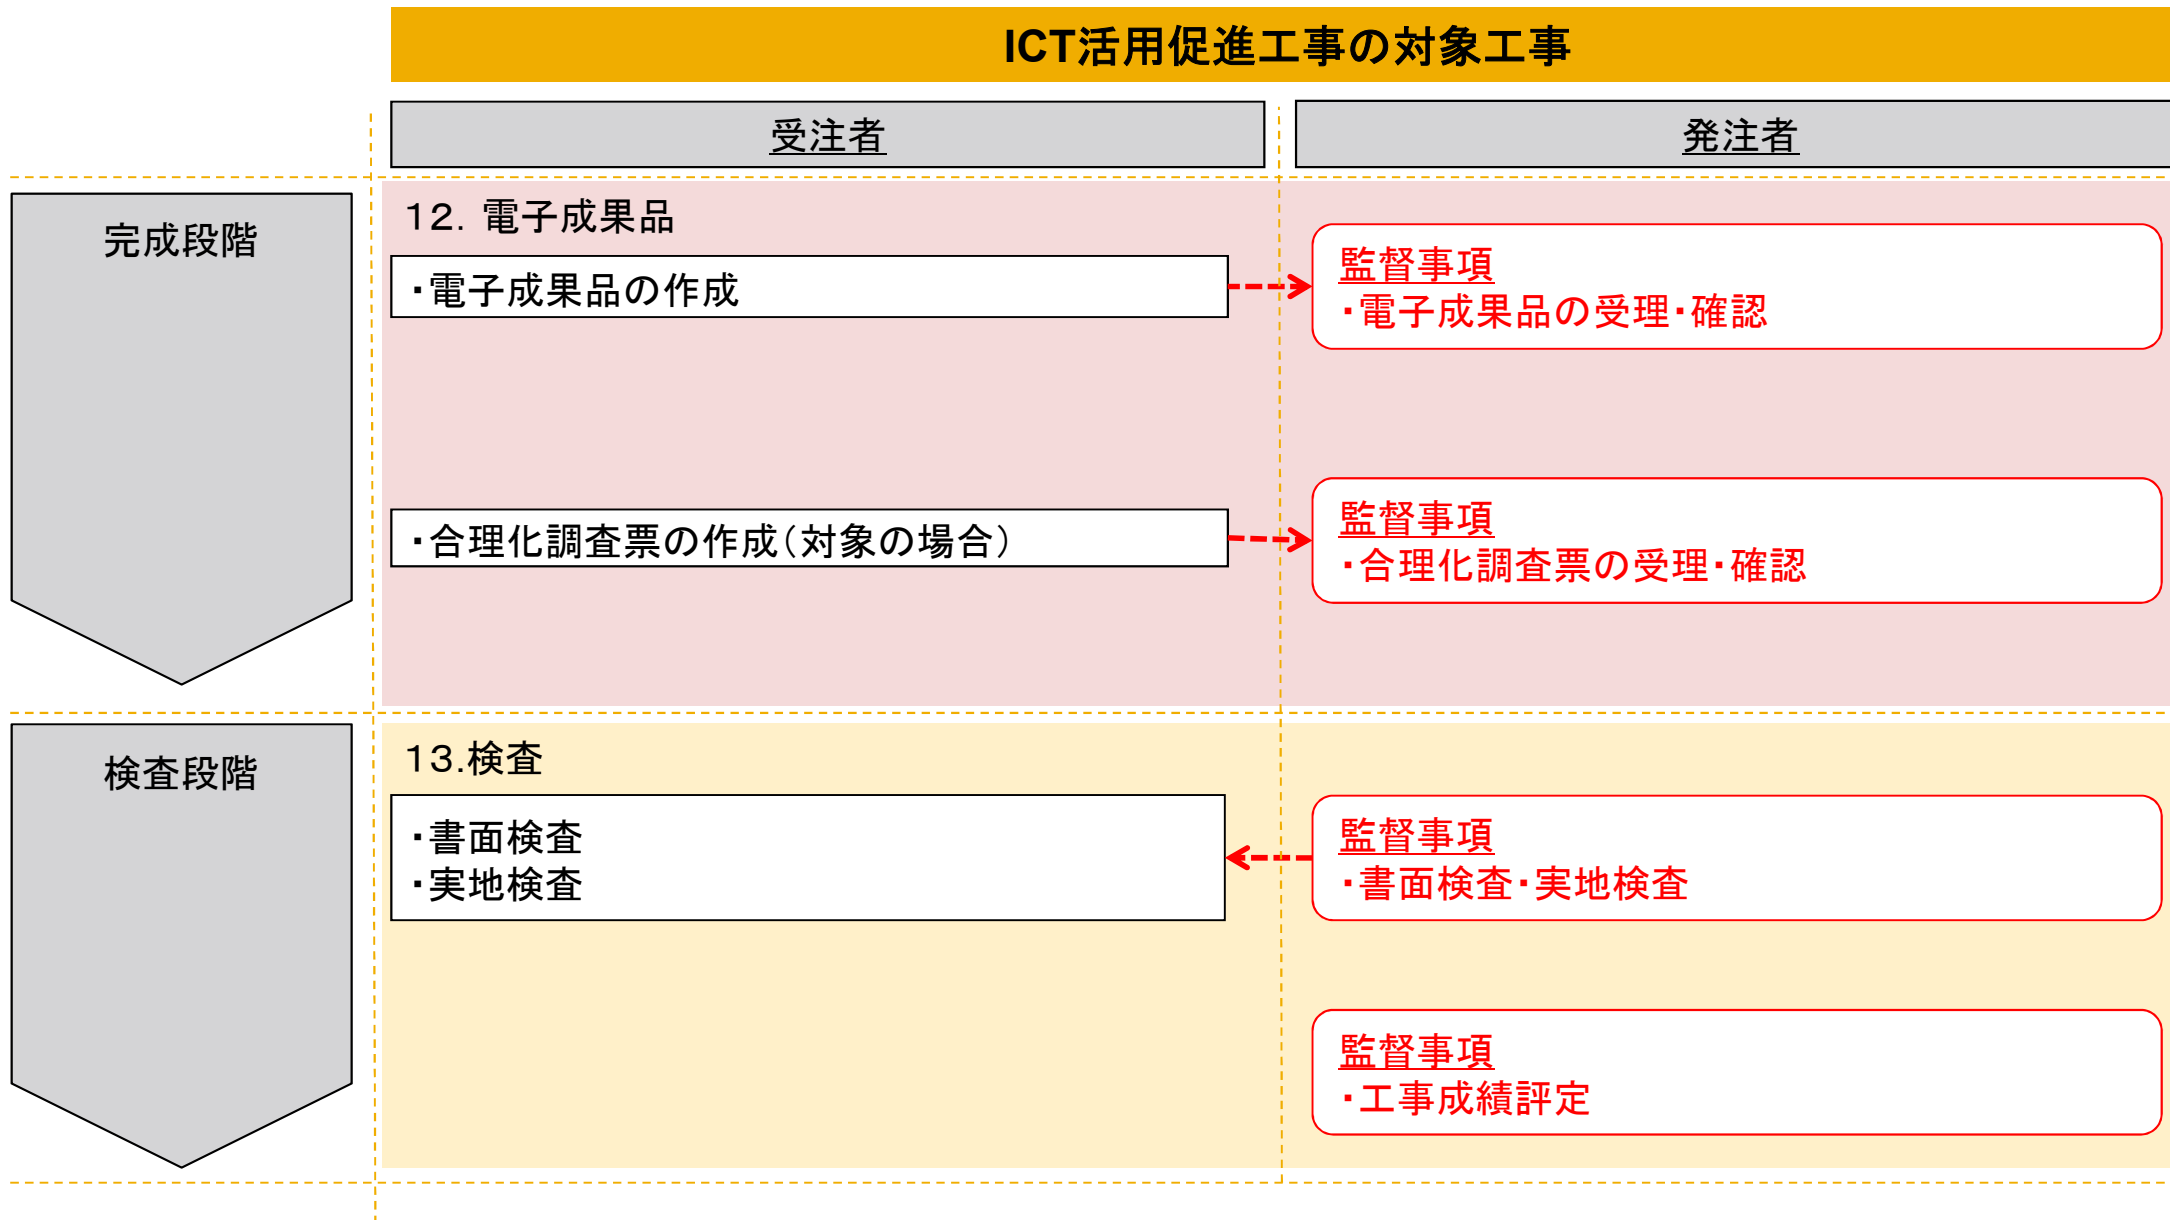 ICT活用促進工事の対象工事
受注者
発注者
完成段階
12. 電子成果品
・電子成果品の作成
監督事項
・電子成果品の受理・確認
・合理化調査票の作成(対象の場合)
監督事項
・合理化調査票の受理・確認
検査段階
13.検査
・書面検査
・実地検査
監督事項
・書面検査・実地検査
監督事項
・工事成績評定